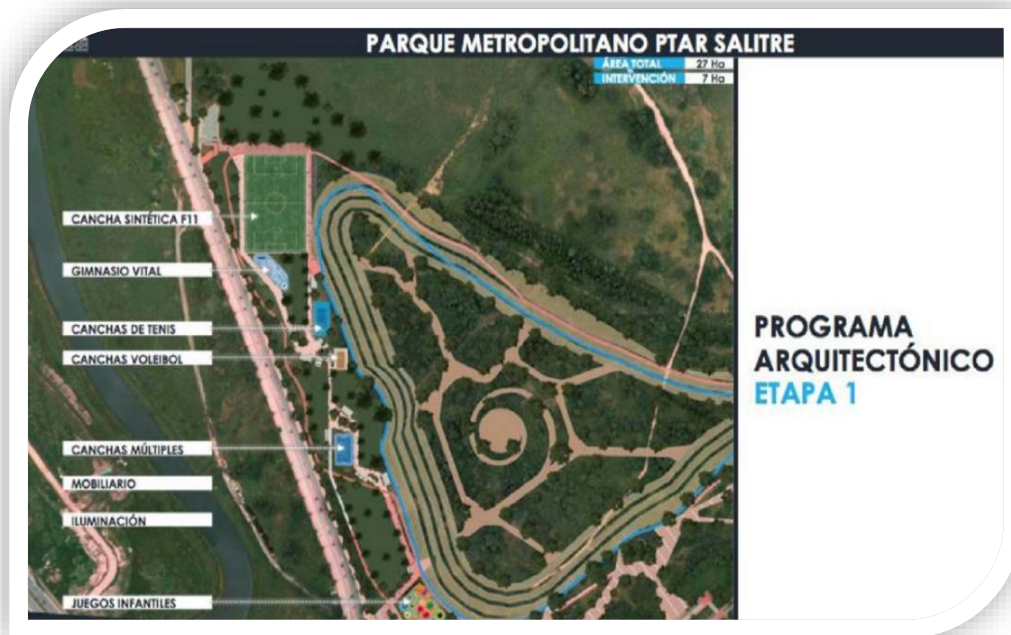 PARQUE METROPOLITANO PTAR SALITRE
ÁREA TOTAL 27 Ha
INTERVENCIÓN 7 Ha
CANCHA SINTÉTICA F11
GIMNASIO VITAL
CANCHAS DE TENIS
CANCHAS VOLEIBOL
CANCHAS MÚLTIPLES
MOBILIARIO
ILUMINACIÓN
JUEGOS INFANTILES
PROGRAMA
ARQUITECTÓNICO
ETAPA 1